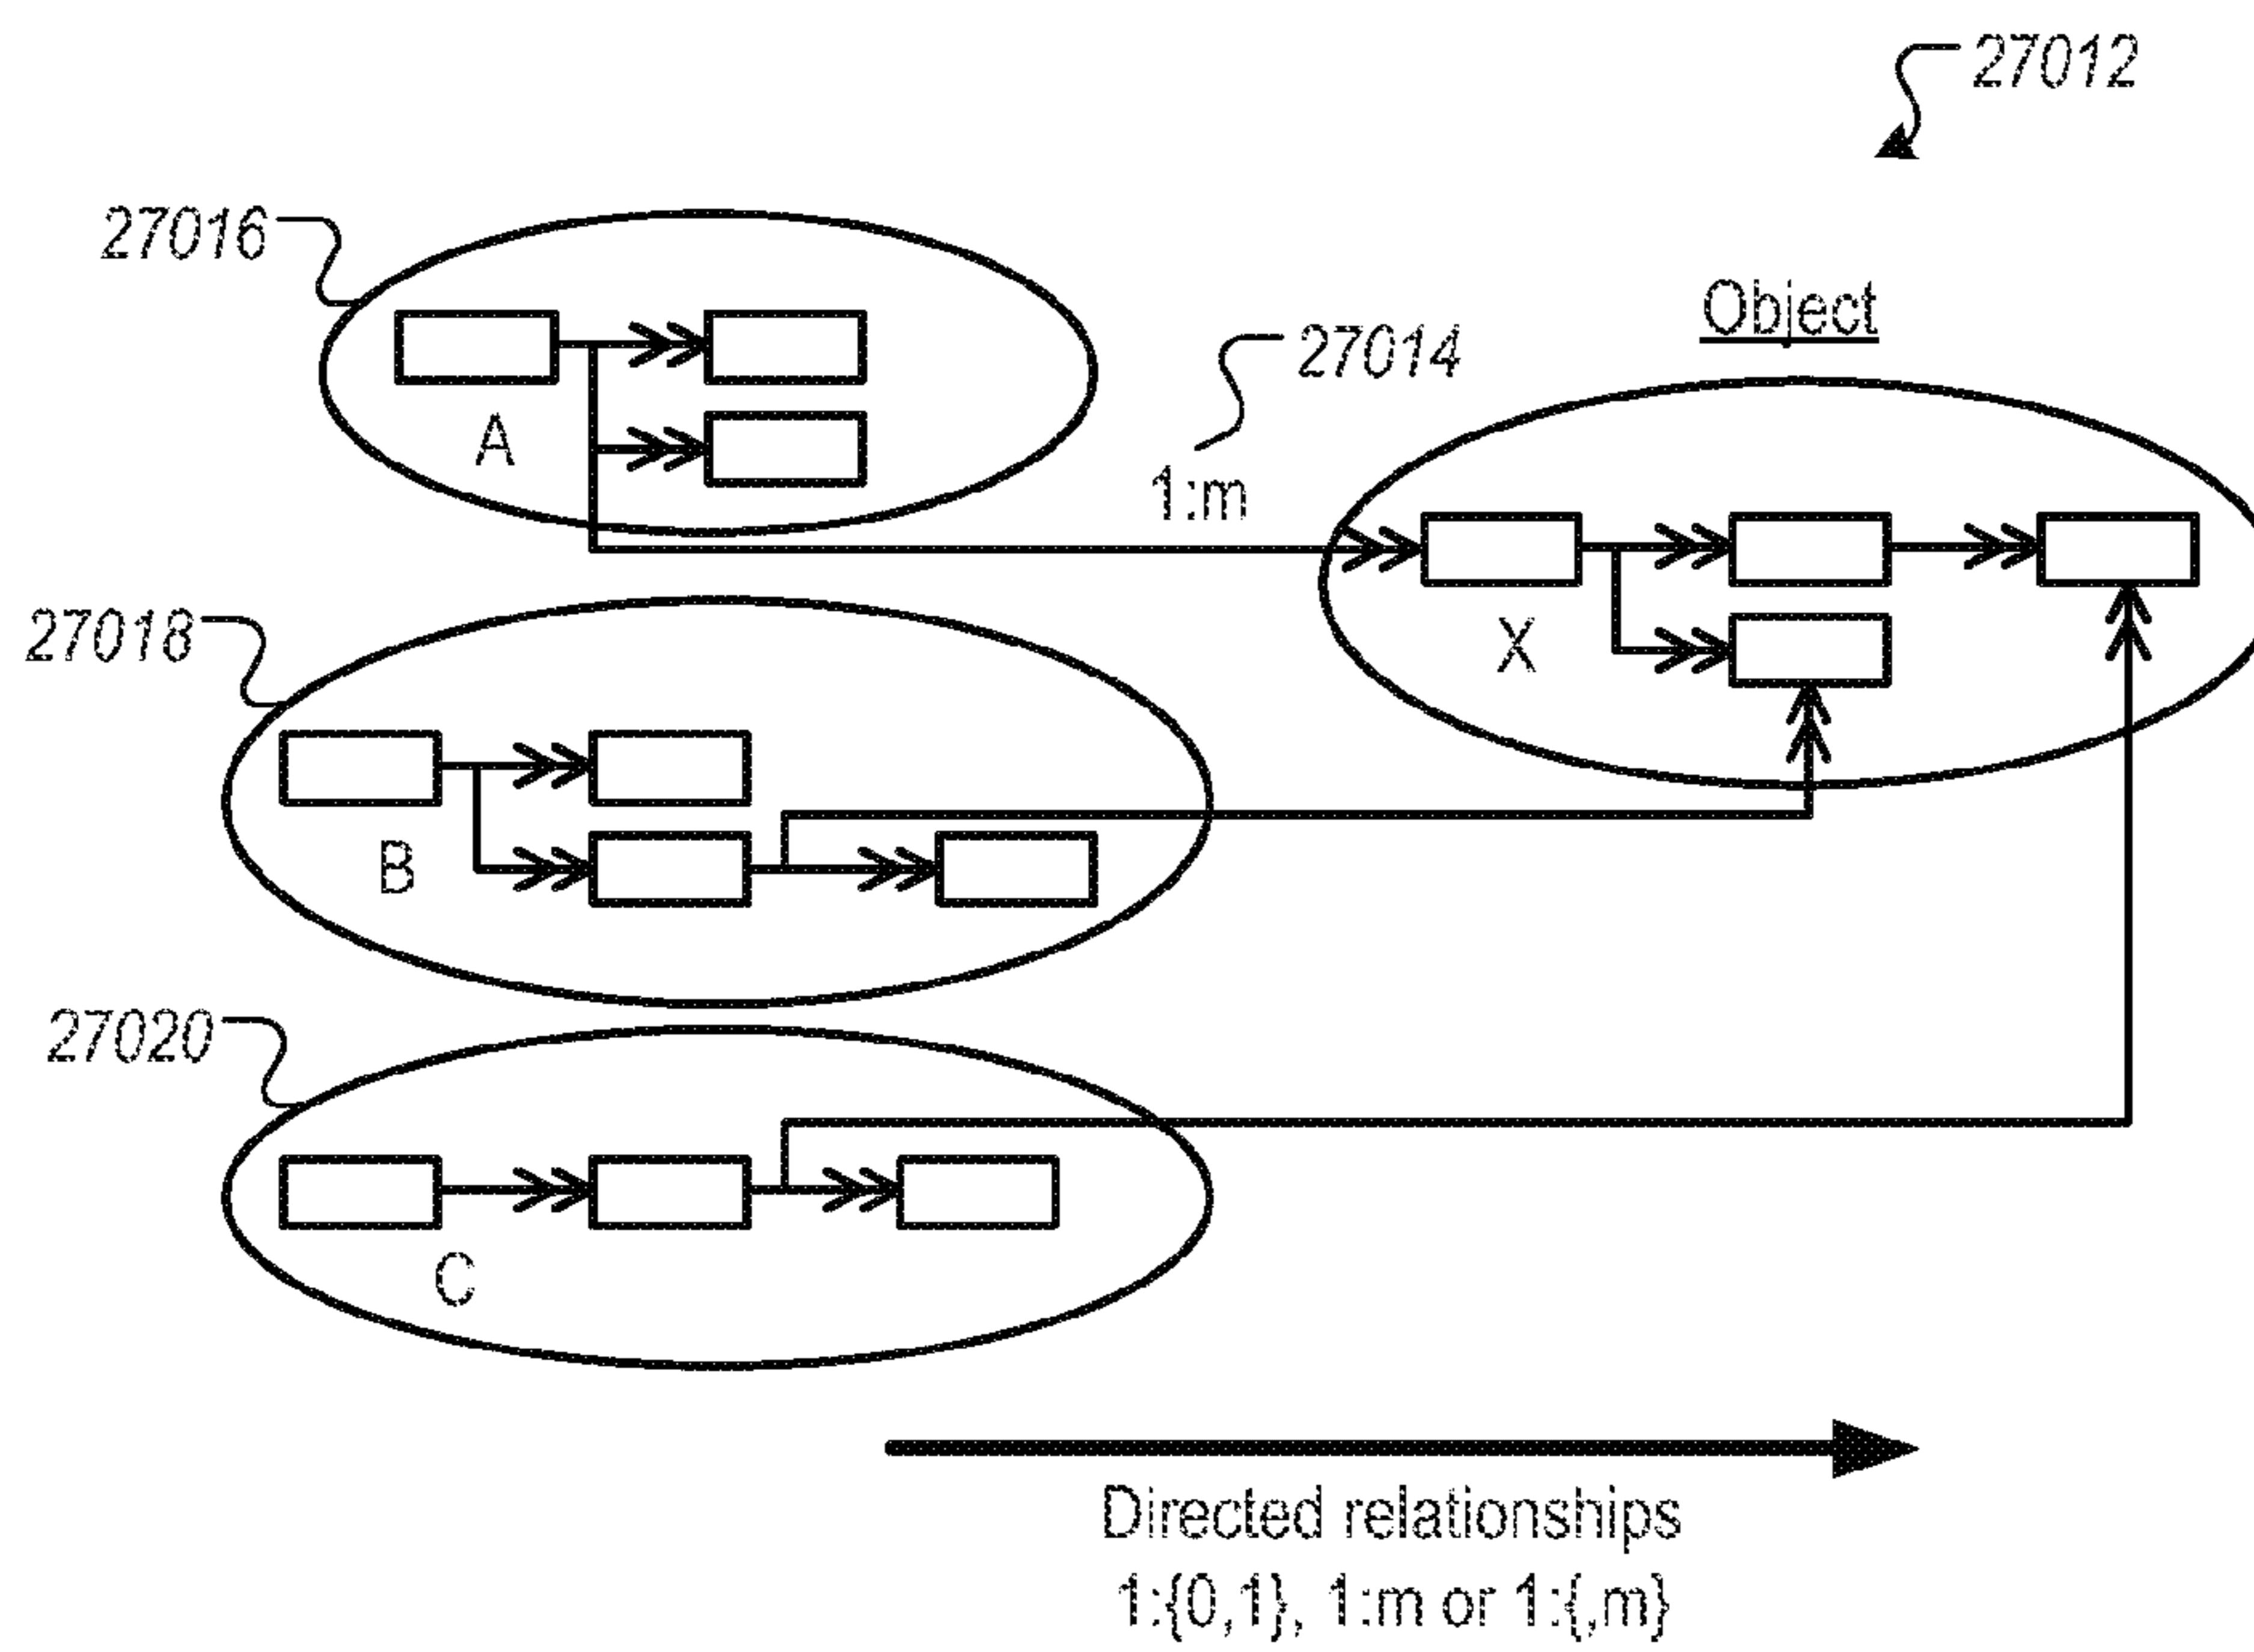 27012
27016
Object
27014
A
1:m
27018
X
B
27020
C
Directed relationships
1:{0,1}, 1:m or 1:{,m}